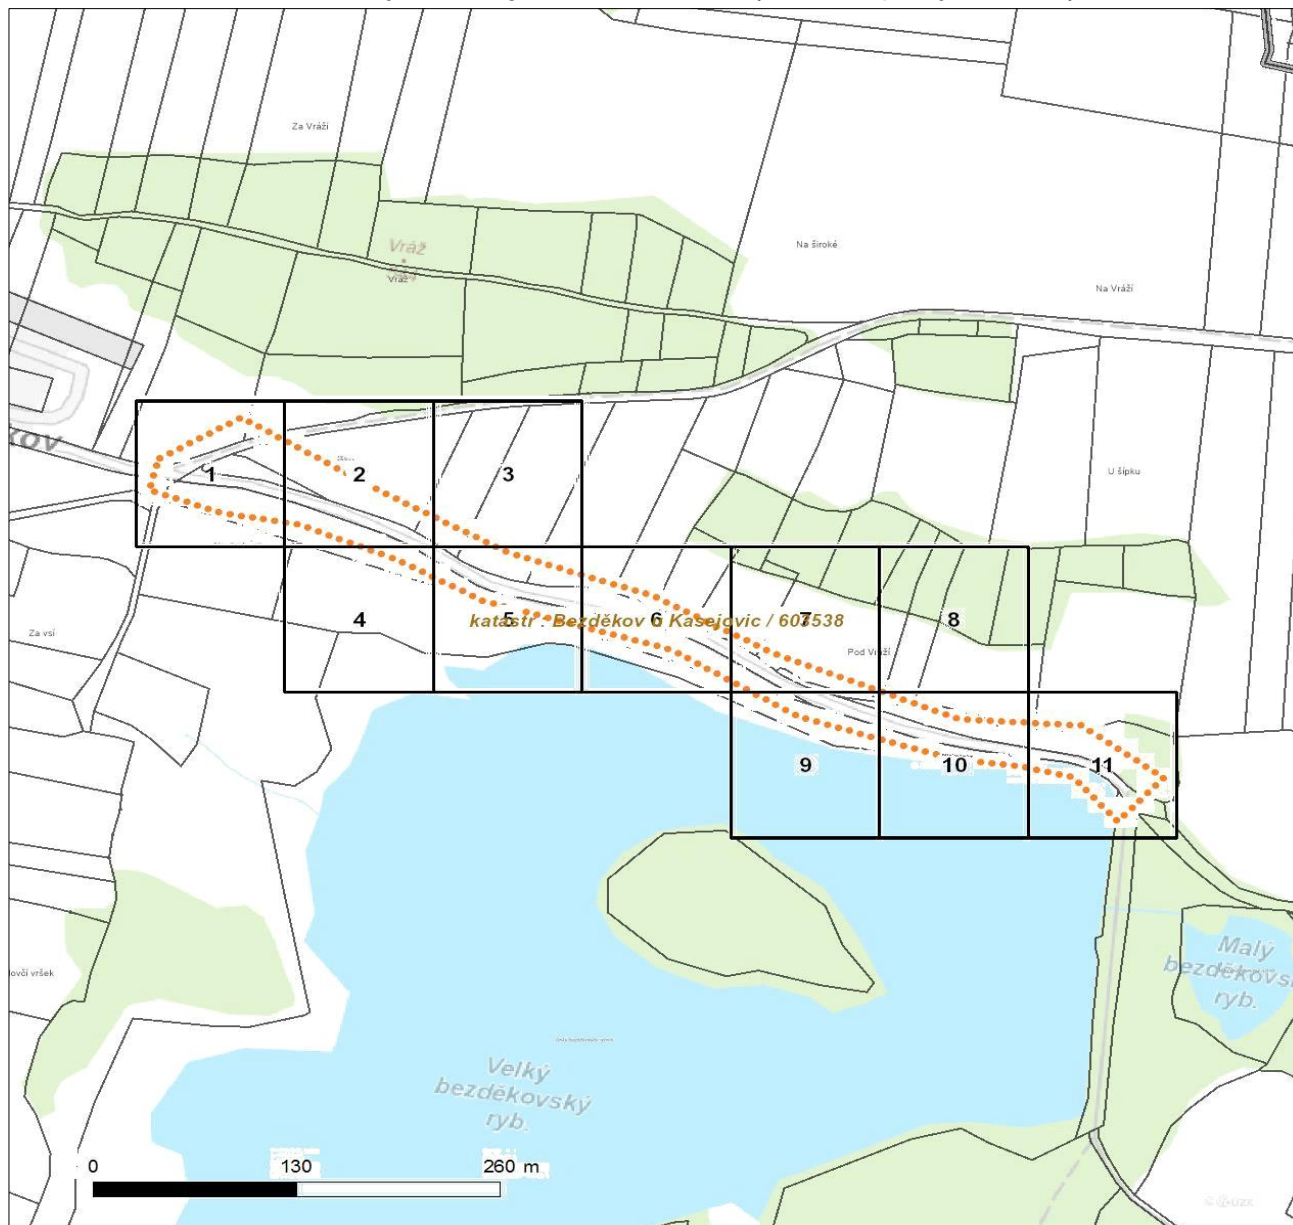 Za Vráží
Vráž
Vráž
Na široké
Na Vráží
KOV
1
2
3
U šípku
4
5
6
7
8
katastr : Bezděkov u Kasejovic / 607538
Za vsí
Pod Vráží
9
10
11
Malý
bezděkovs
ryb.
ovčí vršek
Velký
bezděkovský
ryb.
0
130
260 m